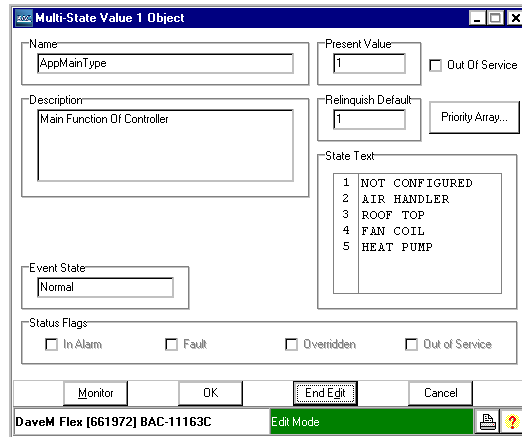 Multi-State Value 1 Object
Name
AppMainType
Present Value
1
Out Of Service
Description
Main Function Of Controller
Relinquish Default
1
Priority Array...
State Text
1 NOT CONFIGURED
2 AIR HANDLER
3 ROOF TOP
4 FAN COIL
5 HEAT PUMP
Event State
Normal
Status Flags
In Alarm
Fault
Overridden
Out of Service
Monitor
OK
End Edit
Cancel
DaveM Flex [661972] BAC-11163C
Edit Mode
?